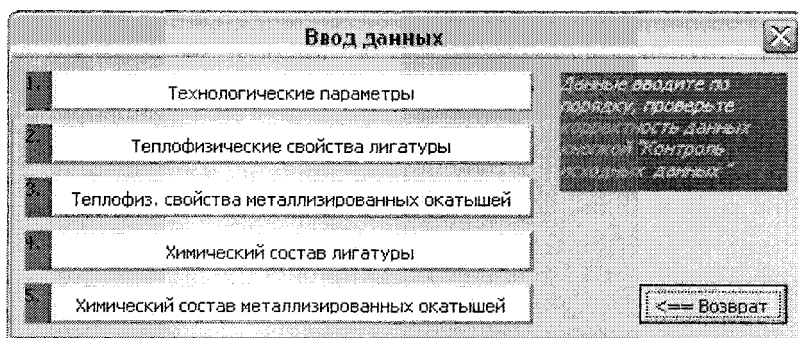 Ввод данных
1.
Технологические параметры
2.
Теплофизические свойства лигатуры
3.
Теплофиз. свойства металлизированных окатышей
4.
Химический состав лигатуры
5.
Химический состав металлизированных окатышей
Данные вводите по
порядку, проверьте
корректность данных
кнопкой "Контроль
исходных данных"
<== Возврат